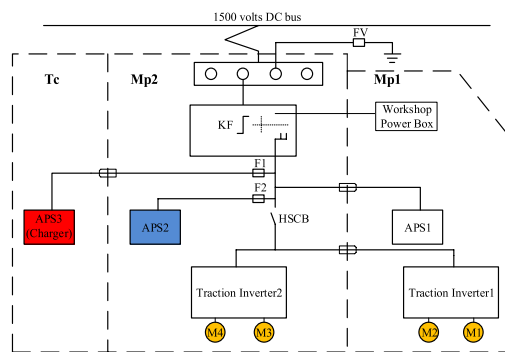 1500 volts DC bus
FV
Tc
Mp2
Mp1
KF
Workshop
Power Box
F1
F2
APS3
(Charger)
APS2
HSCB
APS1
Traction Inverter2
Traction Inverter1
M4
M3
M2
M1